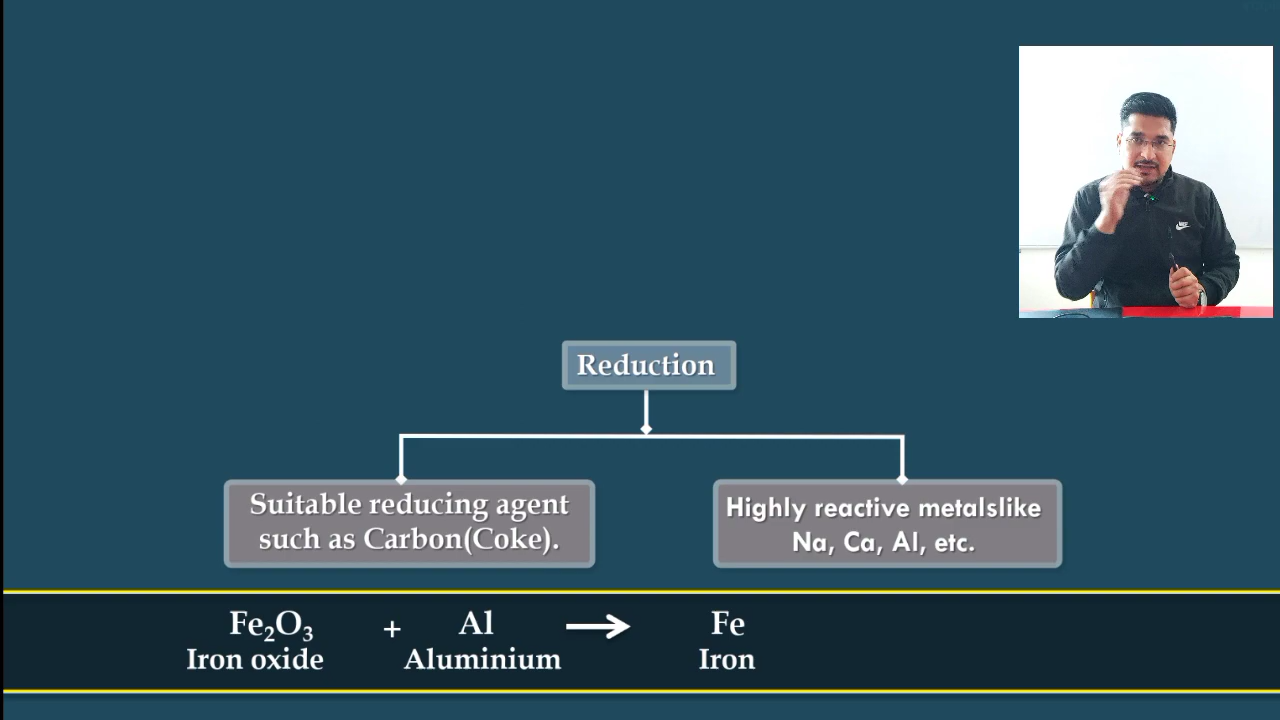 Reduction
Suitable reducing agent
such as Carbon(Coke).
Highly reactive metalslike
Na, Ca, Al, etc.
Fe₂O₃ + Al → Fe
Iron oxide Aluminium Iron